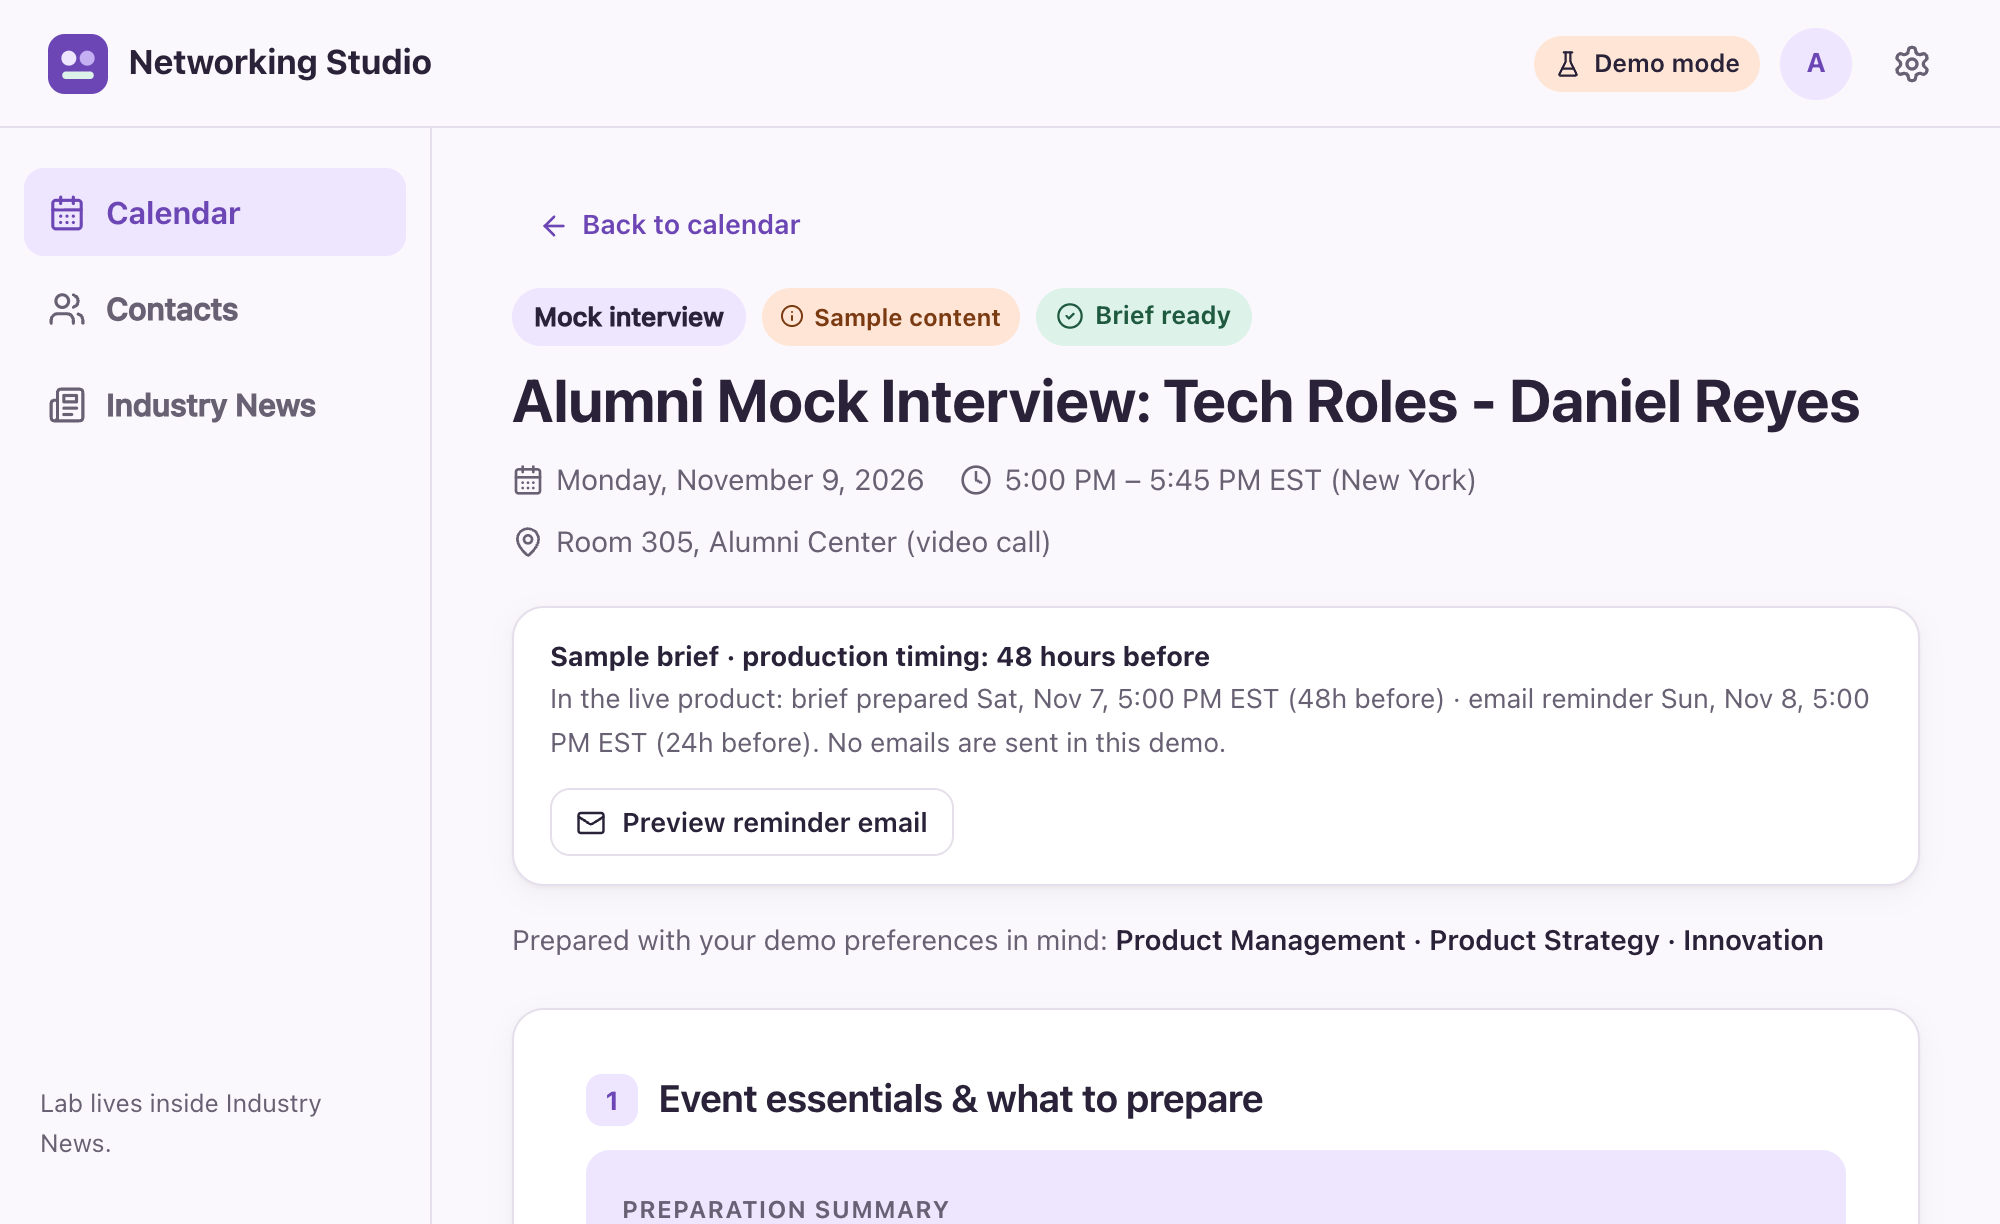 Networking Studio
Demo mode
A
Calendar
Contacts
Industry News
Lab lives inside Industry
News.
Back to calendar
Mock interview
Sample content
Brief ready
Alumni Mock Interview: Tech Roles - Daniel Reyes
Monday, November 9, 2026
5:00 PM – 5:45 PM EST (New York)
Room 305, Alumni Center (video call)
Sample brief · production timing: 48 hours before
In the live product: brief prepared Sat, Nov 7, 5:00 PM EST (48h before) · email reminder Sun, Nov 8, 5:00
PM EST (24h before). No emails are sent in this demo.
Preview reminder email
Prepared with your demo preferences in mind: Product Management · Product Strategy · Innovation
1
Event essentials & what to prepare
PREPARATION SUMMARY